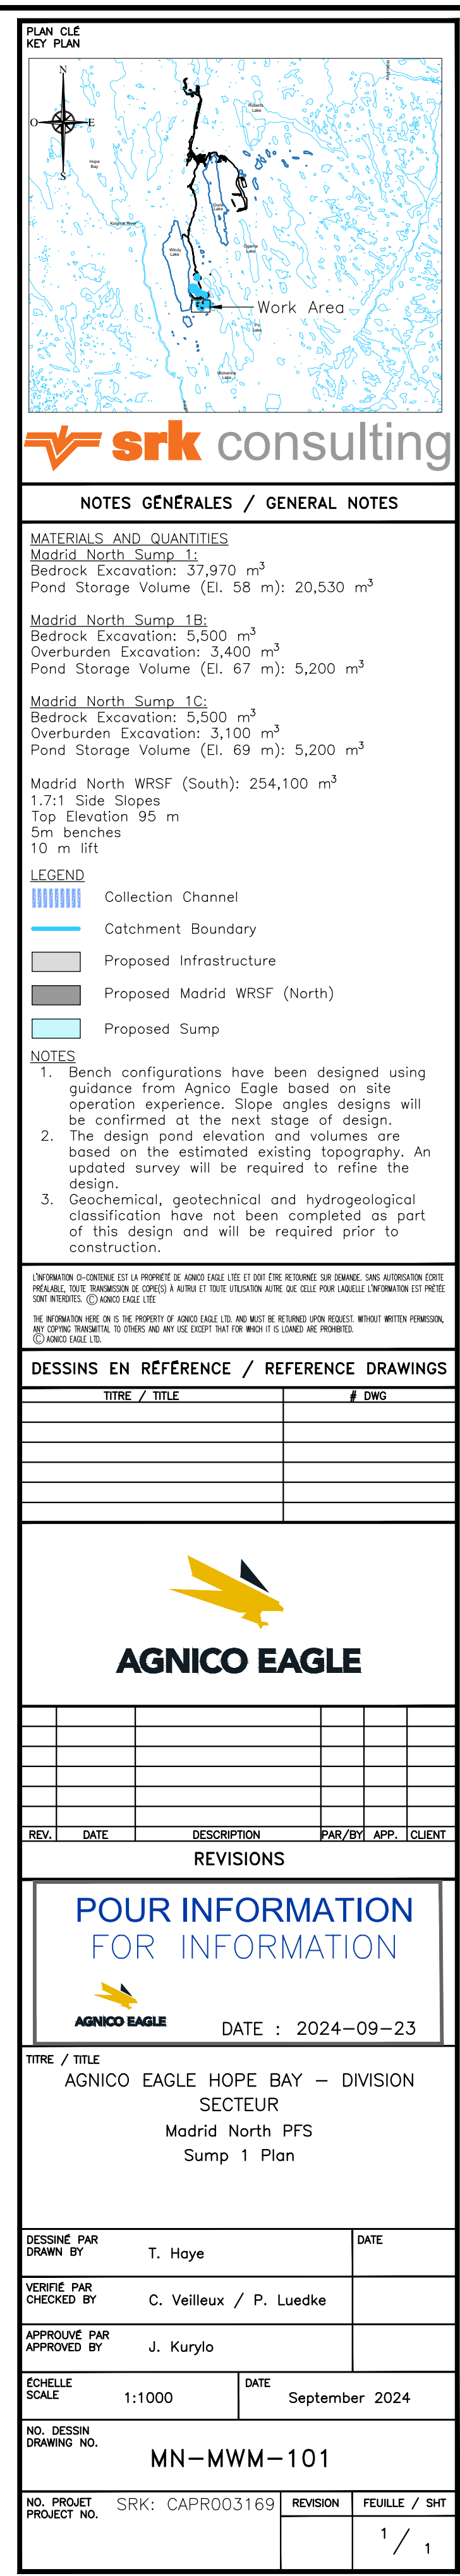 PLAN CLÉ
KEY PLAN
N
O
E
S
Roberts
Lake
Hope
Bay
Koignuk River
Doris
Lake
Windy
Lake
Ogama
Lake
Work Area
Po
Lake
Wolverine
Lake
srk consulting
NOTES GÉNÉRALES / GENERAL NOTES
MATERIALS AND QUANTITIES
Madrid North Sump 1:
Bedrock Excavation: 37,970 m³
Pond Storage Volume (El. 58 m): 20,530 m³
Madrid North Sump 1B:
Bedrock Excavation: 5,500 m³
Overburden Excavation: 3,400 m³
Pond Storage Volume (El. 67 m): 5,200 m³
Madrid North Sump 1C:
Bedrock Excavation: 5,500 m³
Overburden Excavation: 3,100 m³
Pond Storage Volume (El. 69 m): 5,200 m³
Madrid North WRSF (South): 254,100 m³
1.7:1 Side Slopes
Top Elevation 95 m
5m benches
10 m lift
LEGEND
Collection Channel
Catchment Boundary
Proposed Infrastructure
Proposed Madrid WRSF (North)
Proposed Sump
NOTES
1. Bench configurations have been designed using
guidance from Agnico Eagle based on site
operation experience. Slope angles designs will
be confirmed at the next stage of design.
2. The design pond elevation and volumes are
based on the estimated existing topography. An
updated survey will be required to refine the
design.
3. Geochemical, geotechnical and hydrogeological
classification have not been completed as part
of this design and will be required prior to
construction.
L'INFORMATION CI-CONTENUE EST LA PROPRIÉTÉ DE AGNICO EAGLE LTÉE ET DOIT ÊTRE RETOURNÉE SUR DEMANDE. SANS AUTORISATION ÉCRITE
PRÉALABLE, TOUTE TRANSMISSION DE COPIE(S) À AUTRUI ET TOUTE UTILISATION AUTRE QUE CELLE POUR LAQUELLE L'INFORMATION EST PRÊTÉE
SONT INTERDITES. © AGNICO EAGLE LTÉE
THE INFORMATION HERE ON IS THE PROPERTY OF AGNICO EAGLE LTD. AND MUST BE RETURNED UPON REQUEST. WITHOUT WRITTEN PERMISSION,
ANY COPYING TRANSMITTAL TO OTHERS AND ANY USE EXCEPT THAT FOR WHICH IT IS LOANED ARE PROHIBITED.
© AGNICO EAGLE LTD.
DESSINS EN RÉFÉRENCE / REFERENCE DRAWINGS
TITRE / TITLE # DWG
AGNICO EAGLE
REV. DATE DESCRIPTION PAR/BY APP. CLIENT
REVISIONS
POUR INFORMATION
FOR INFORMATION
AGNICO EAGLE
DATE : 2024-09-23
TITRE / TITLE
AGNICO EAGLE HOPE BAY – DIVISION
SECTEUR
Madrid North PFS
Sump 1 Plan
DESSINÉ PAR
DRAWN BY
T. Haye
DATE
VERIFIÉ PAR
CHECKED BY
C. Veilleux / P. Luedke
APPROUVÉ PAR
APPROVED BY
J. Kurylo
ÉCHELLE
SCALE
1:1000
DATE
September 2024
NO. DESSIN
DRAWING NO.
MN-MWM-101
NO. PROJET
PROJECT NO.
SRK: CAPR003169
REVISION
FEUILLE / SHT
1 / 1